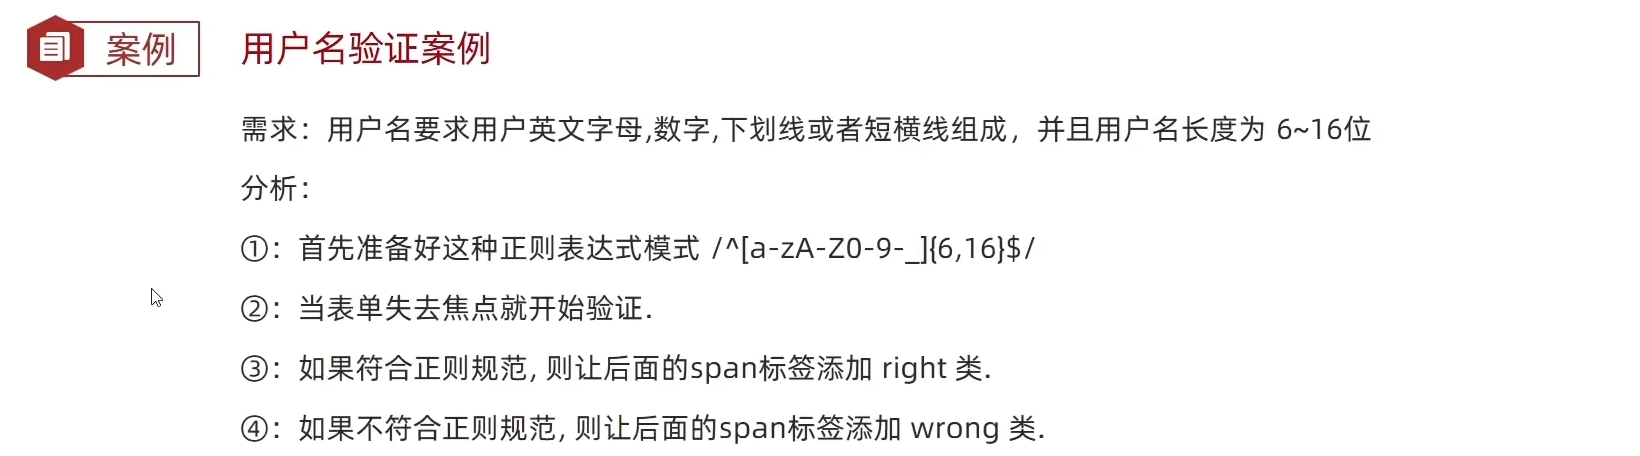 案例 用户名验证案例
需求：用户名要求用户英文字母,数字,下划线或者短横线组成，并且用户名长度为 6~16位
分析：
①：首先准备好这种正则表达式模式 /^[a-zA-Z0-9-_]{6,16}$/
②：当表单失去焦点就开始验证.
③：如果符合正则规范, 则让后面的span标签添加 right 类.
④：如果不符合正则规范, 则让后面的span标签添加 wrong 类.